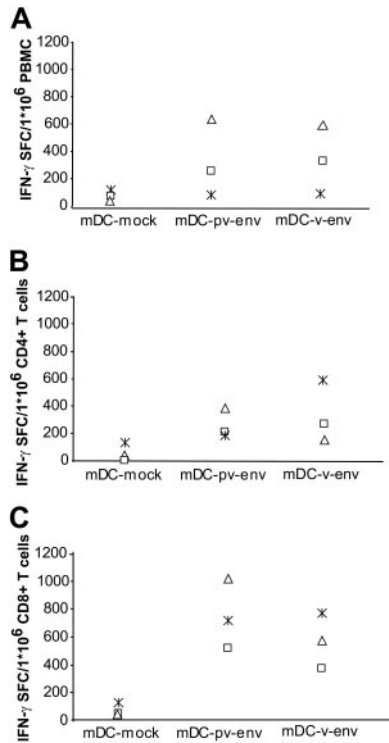 A
IFN-γ SFC/1*10⁶ PBMC
1200
1000
800
600
400
200
0
mDC-mock mDC-pv-env mDC-v-env
B
IFN-γ SFC/1*10⁶ CD4+ T cells
1200
1000
800
600
400
200
0
mDC-mock mDC-pv-env mDC-v-env
C
IFN-γ SFC/1*10⁶ CD8+ T cells
1200
1000
800
600
400
200
0
mDC-mock mDC-pv-env mDC-v-env